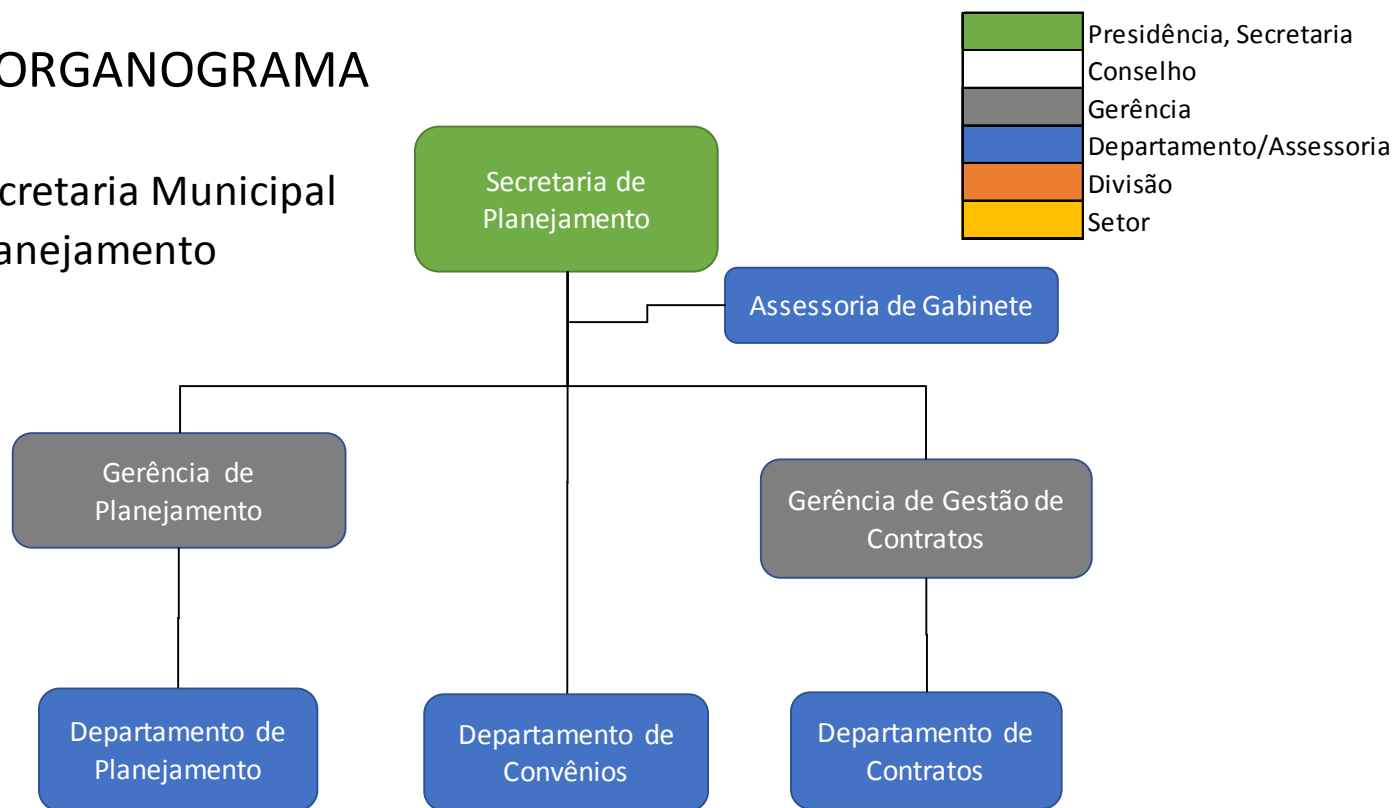 ORGANOGRAMA
cretaria Municipal
anejamento
Presidência, Secretaria
Conselho
Gerência
Departamento/Assessoria
Divisão
Setor
Secretaria de
Planejamento
Assessoria de Gabinete
Gerência de
Planejamento
Gerência de Gestão de
Contratos
Departamento de
Planejamento
Departamento de
Convênios
Departamento de
Contratos